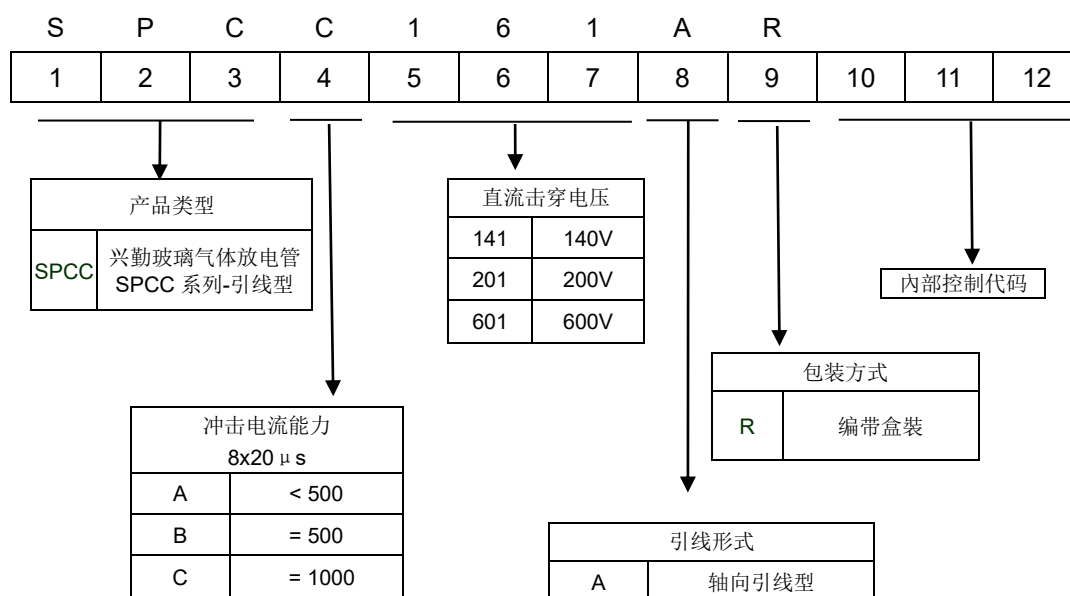 S P C C 1 6 1 A R
1 2 3 4 5 6 7 8 9 10 11 12
产品类型
SPCC 兴勤玻璃气体放电管
SPCC 系列-引线型
直流击穿电压
141 140V
201 200V
601 600V
內部控制代码
包装方式
R 编带盒装
冲击电流能力
8x20 μs
A < 500
B = 500
C = 1000
引线形式
A 轴向引线型